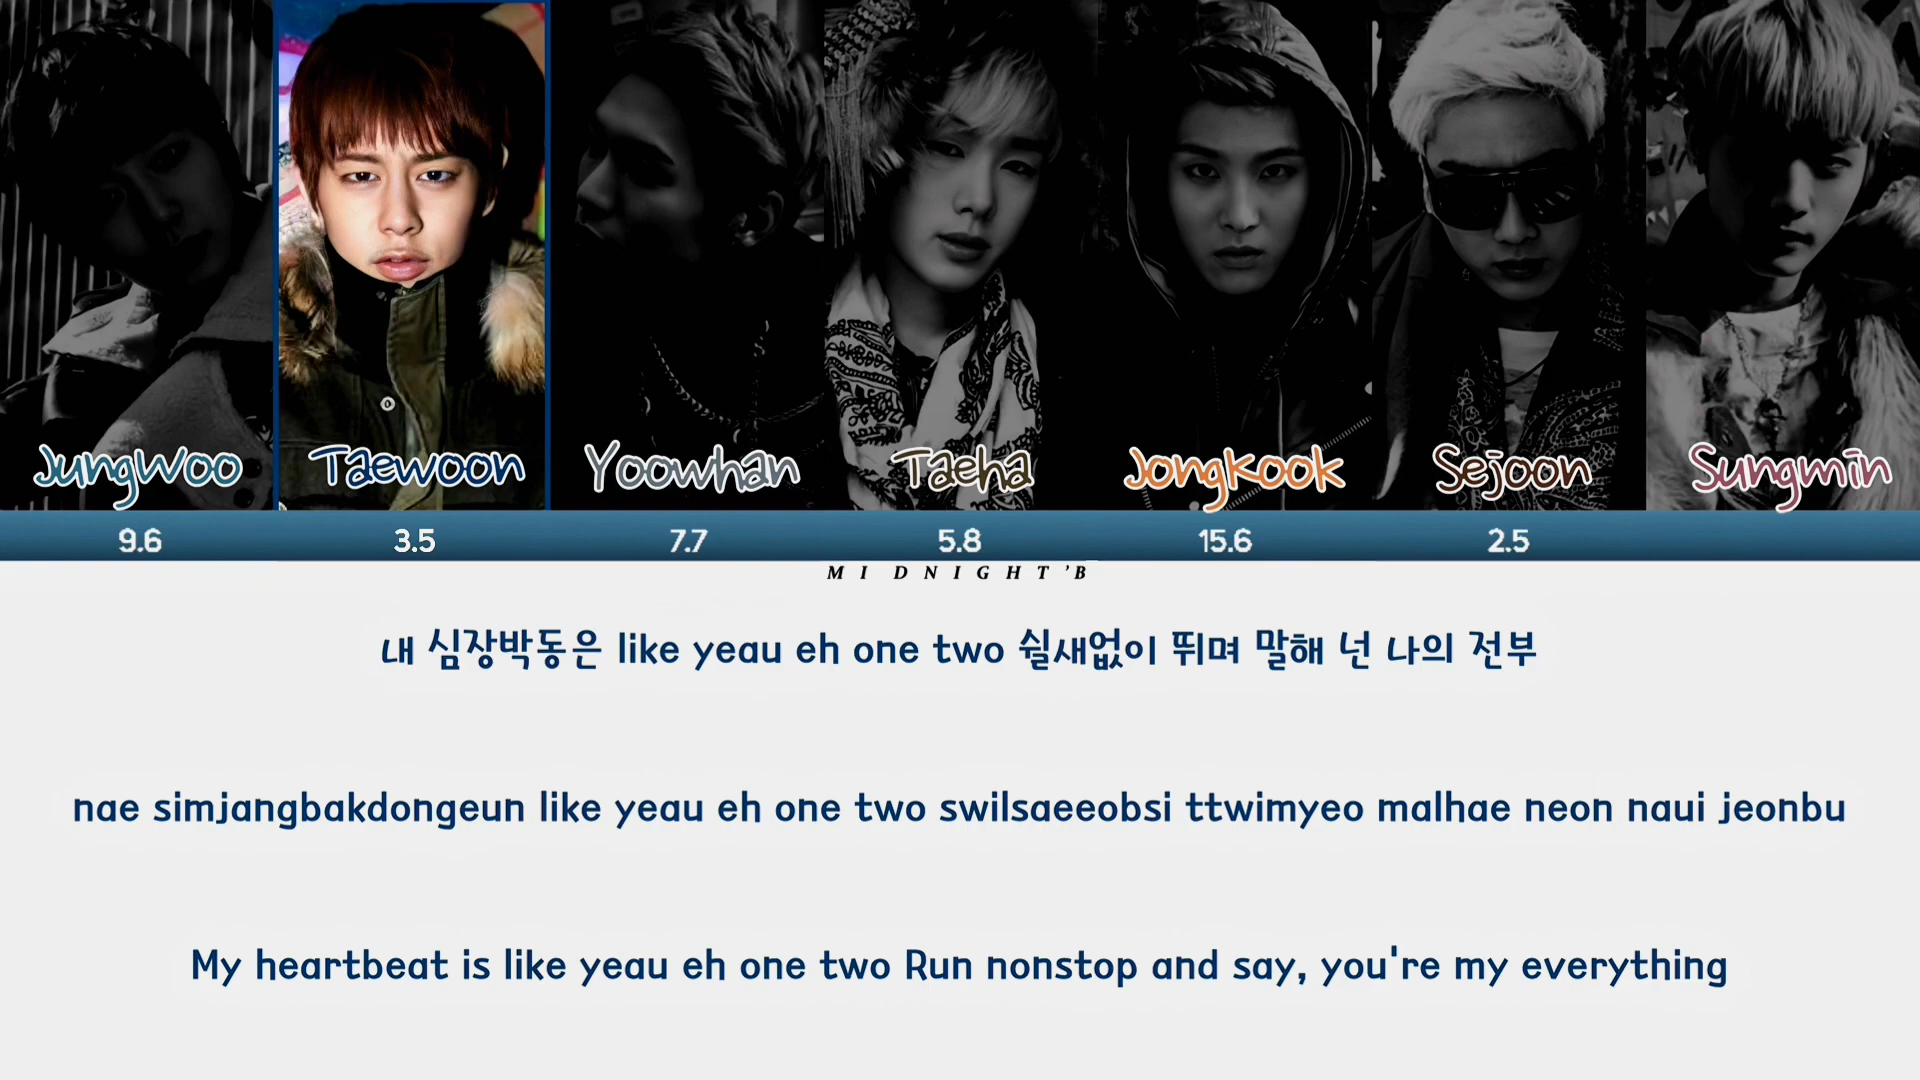 JungWoo Taewoon Yoowhan Taeha JongKook Sejoon Sungmin
9.6 3.5 7.7 5.8 15.6 2.5
MIDNIGHT'B
내 심장박동은 like yeau eh one two 쉴새없이 뛰며 말해 넌 나의 전부
nae simjangbakdongeun like yeau eh one two swilsaeeobsi ttwimyeo malhae neon naui jeonbu
My heartbeat is like yeau eh one two Run nonstop and say, you're my everything